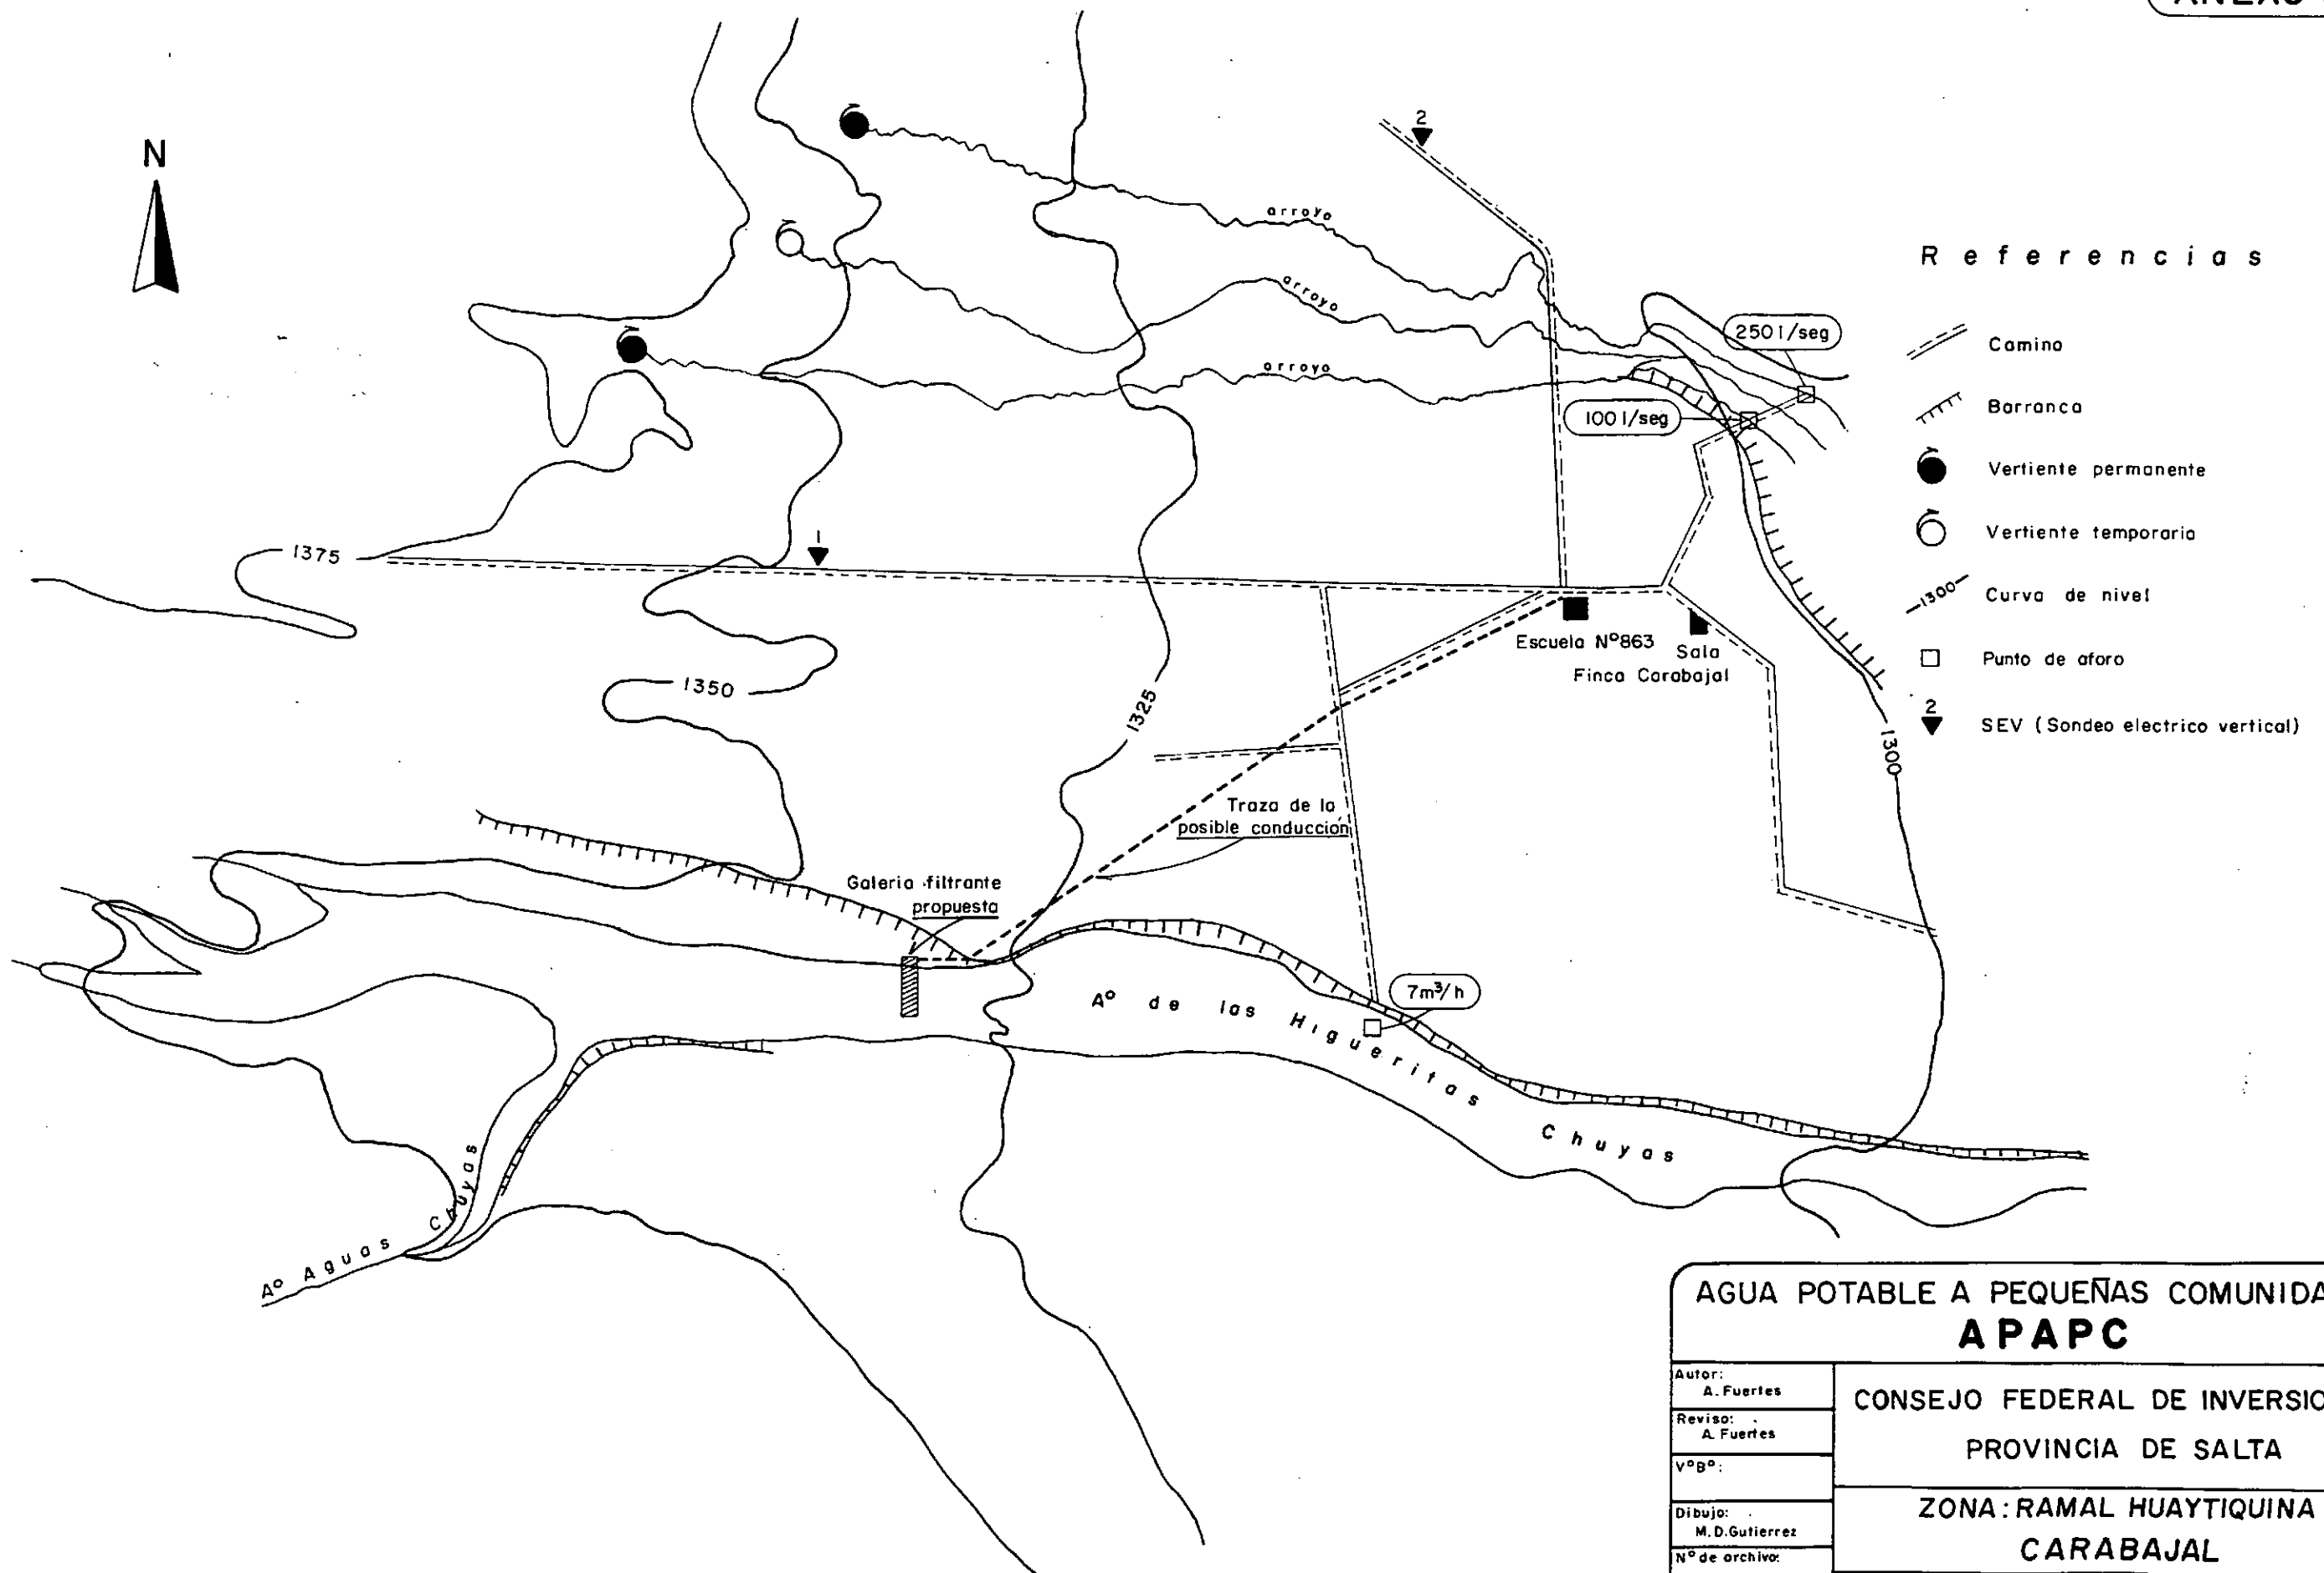 ANEXO
N
2
arroyo
arroyo
arroyo
Referencias
250 l/seg
Camino
100 l/seg
Barranca
Vertiente permanente
Vertiente temporaria
1300
Curva de nivel
Punto de aforo
2
SEV (Sondeo electrico vertical)
1375
1
Escuela Nº863
Sala
Finca Carabajal
1350
1325
1300
Traza de la
posible conducción
Galeria filtrante
propuesta
7m³/h
Aº de las Higueritas
Chuyas
Aº Aguas Chuyas
AGUA POTABLE A PEQUEÑAS COMUNIDA
APAPC
Autor:
A. Fuertes
CONSEJO FEDERAL DE INVERSIO
PROVINCIA DE SALTA
Reviso:
A. Fuertes
VºBº:
Dibujo:
M.D.Gutierrez
ZONA: RAMAL HUAYTIQUINA
CARABAJAL
Nº de archivo: